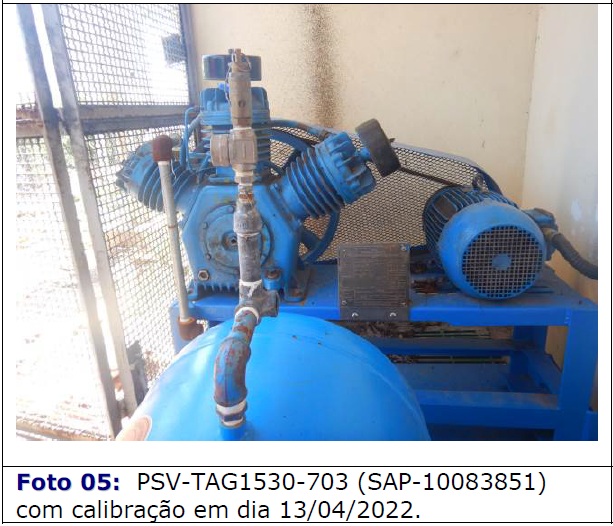 Foto 05: PSV-TAG1530-703 (SAP-10083851)
com calibração em dia 13/04/2022.